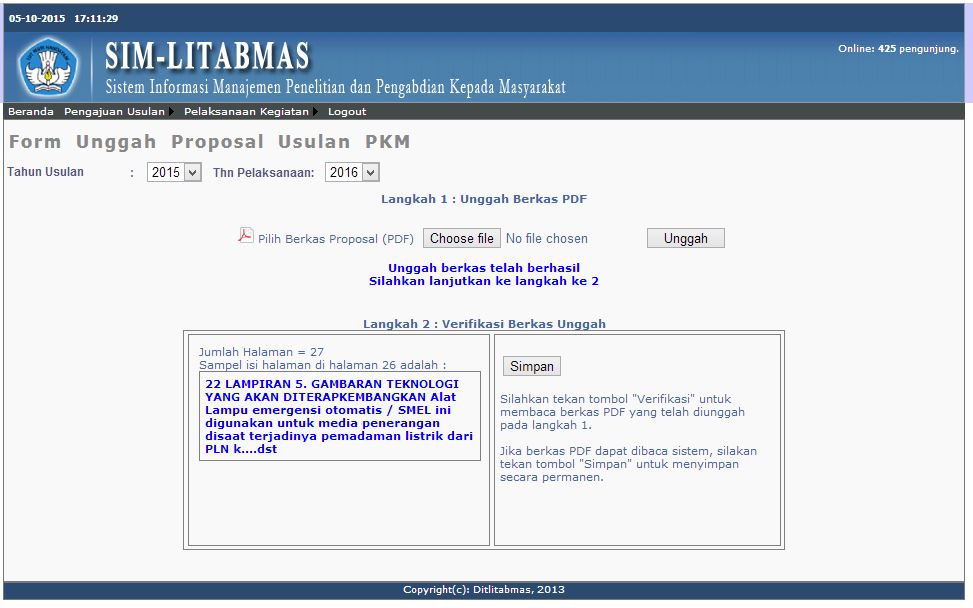 05-10-2015 17:11:29
SIM-LITABMAS
Sistem Informasi Manajemen Penelitian dan Pengabdian Kepada Masyarakat
Online: 425 pengunjung.
Beranda Pengajuan Usulan Pelaksanaan Kegiatan Logout
Form Unggah Proposal Usulan PKM
Tahun Usulan : 2015 Thn Pelaksanaan: 2016
Langkah 1 : Unggah Berkas PDF
Pilih Berkas Proposal (PDF) Choose file No file chosen Unggah
Unggah berkas telah berhasil
Silahkan lanjutkan ke langkah ke 2
Langkah 2 : Verifikasi Berkas Unggah
Jumlah Halaman = 27
Sampel isi halaman di halaman 26 adalah :
22 LAMPIRAN 5. GAMBARAN TEKNOLOGI
YANG AKAN DITERAPKEMBANGKAN Alat
Lampu emergensi otomatis / SMEL ini
digunakan untuk media penerangan
disaat terjadinya pemadaman listrik dari
PLN k....dst
Simpan
Silahkan tekan tombol "Verifikasi" untuk
membaca berkas PDF yang telah diunggah
pada langkah 1.
Jika berkas PDF dapat dibaca sistem, silakan
tekan tombol "Simpan" untuk menyimpan
secara permanen.
Copyright(c): Ditlitabmas, 2013